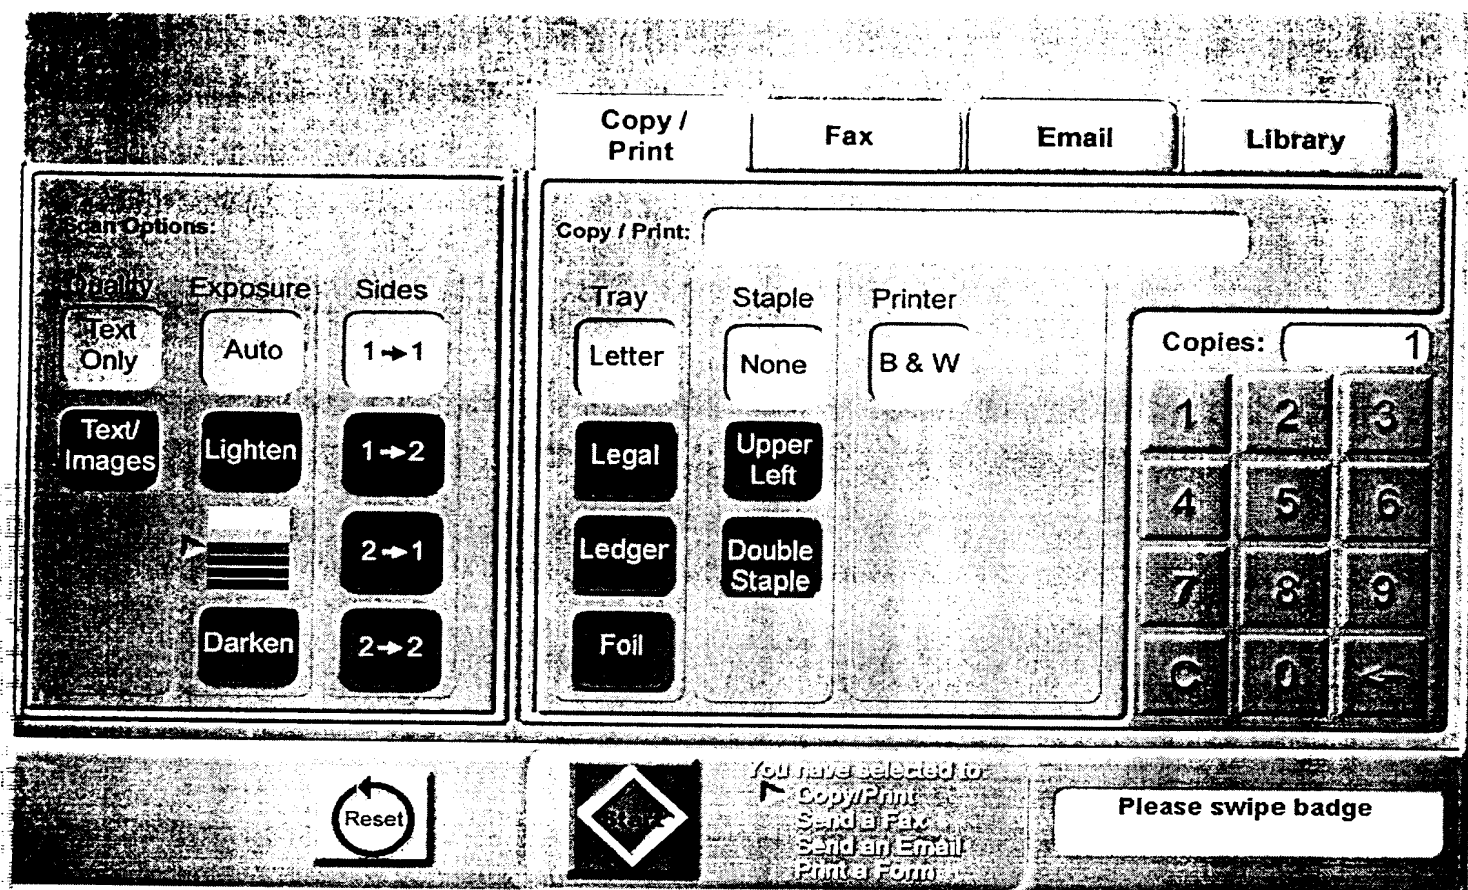 Copy /
Print
Fax
Email
Library
Scan Options:
Quality
Exposure
Sides
Text
Only
Auto
1→1
Text/
Images
Lighten
1→2
2→1
Darken
2→2
Copy / Print:
Tray
Staple
Printer
Letter
None
B & W
Legal
Upper
Left
Ledger
Double
Staple
Foil
Copies: 1
1 2 3
4 5 6
7 8 9
C 0 ←
Reset
Start
You have selected to:
Copy/Print
Send a Fax
Send an Email
Print a Form
Please swipe badge